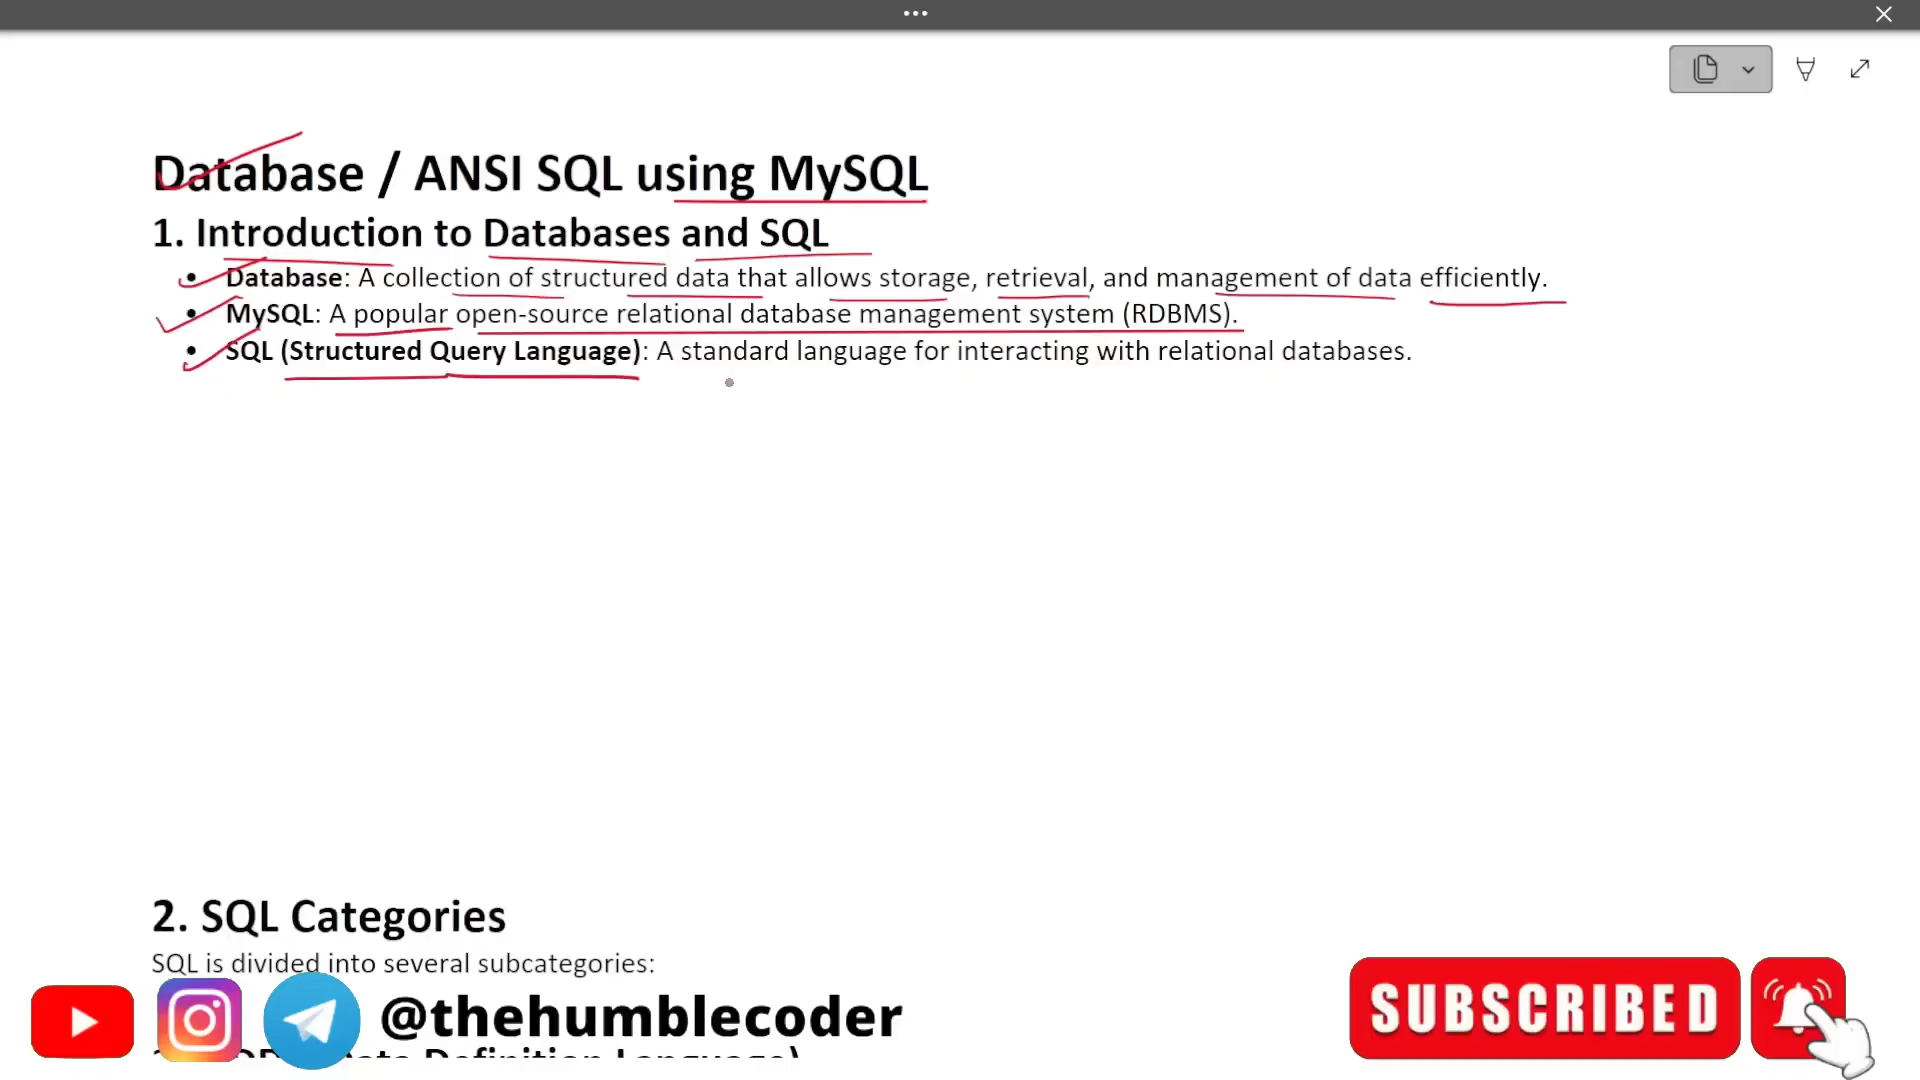 Database / ANSI SQL using MySQL
1. Introduction to Databases and SQL
• Database: A collection of structured data that allows storage, retrieval, and management of data efficiently.
• MySQL: A popular open-source relational database management system (RDBMS).
• SQL (Structured Query Language): A standard language for interacting with relational databases.
2. SQL Categories
SQL is divided into several subcategories:
@thehumblecoder
SUBSCRIBED
Definition Language)